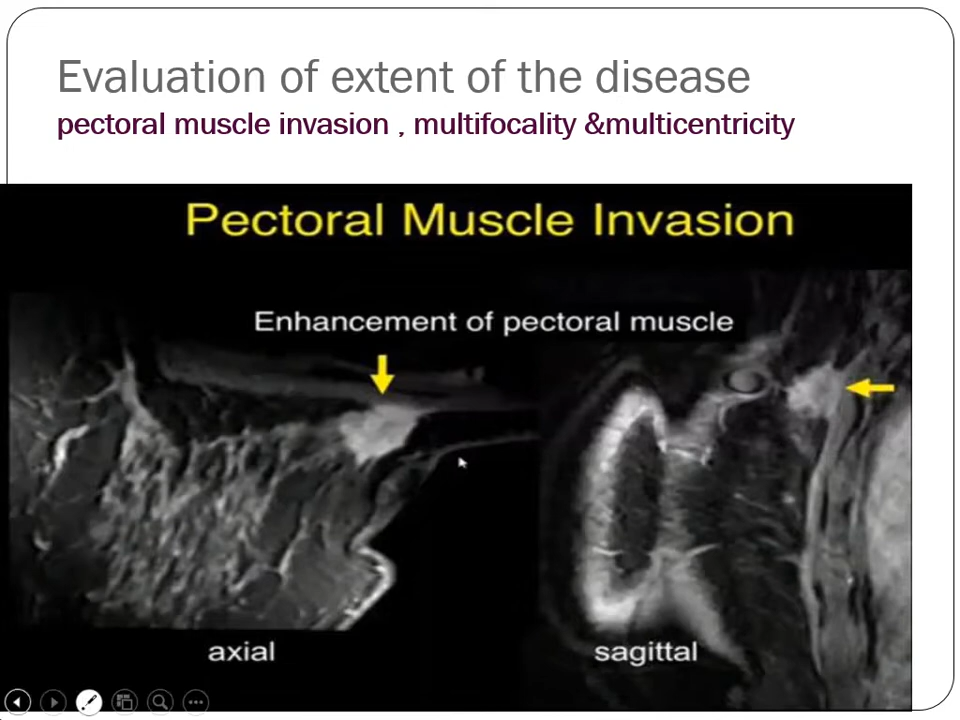 Evaluation of extent of the disease
pectoral muscle invasion , multifocality &multicentricity
Pectoral Muscle Invasion
Enhancement of pectoral muscle
axial
sagittal